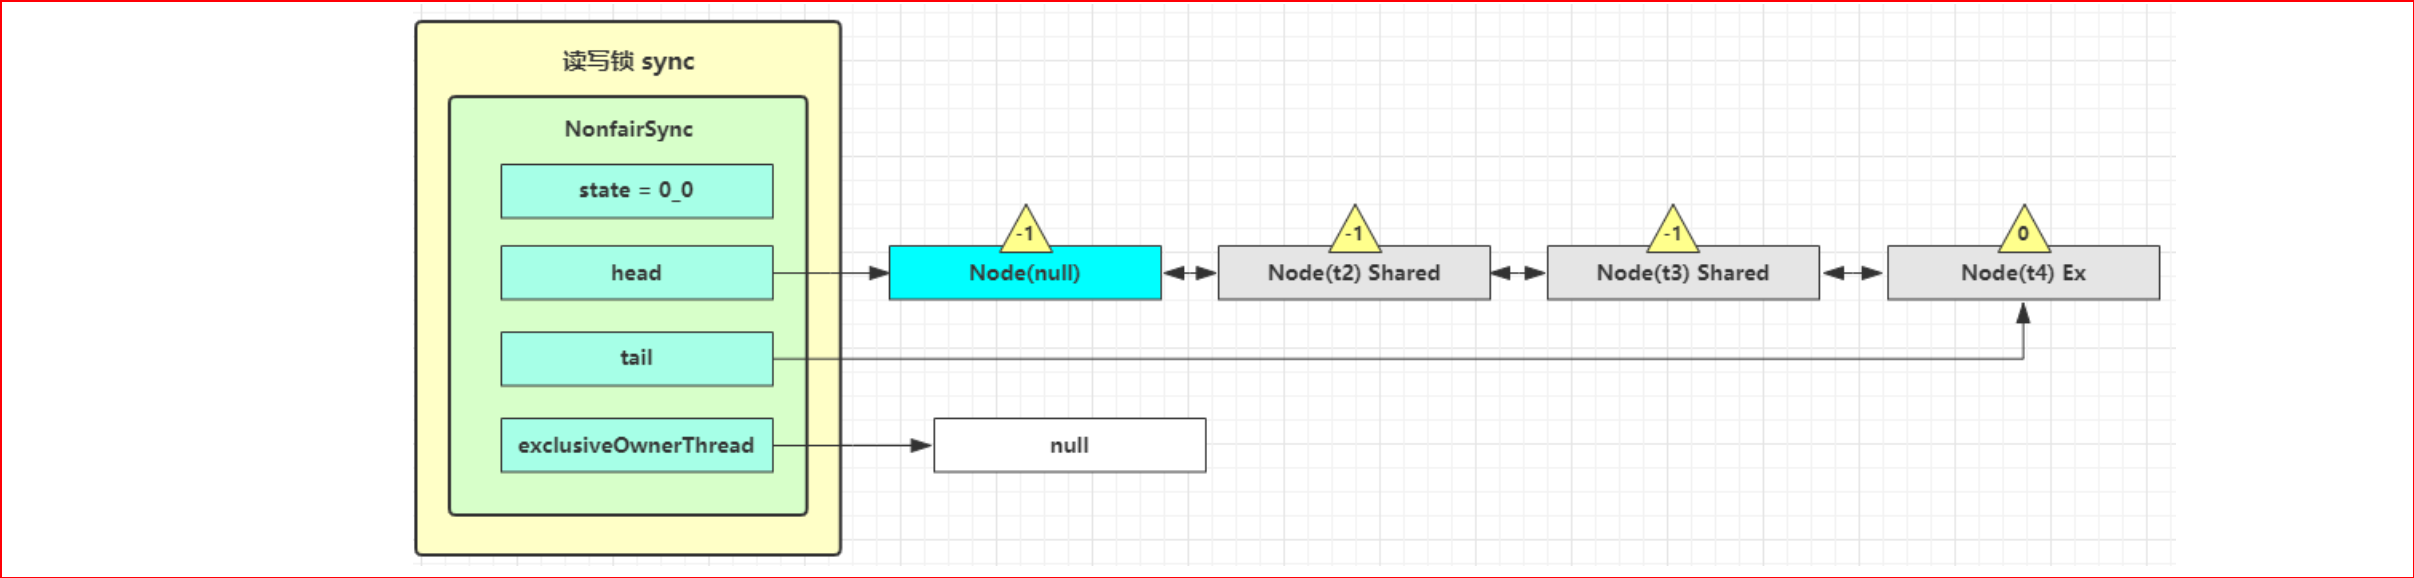 读写锁 sync
NonfairSync
state = 0_0
head
tail
exclusiveOwnerThread
-1
Node(null)
-1
Node(t2) Shared
-1
Node(t3) Shared
0
Node(t4) Ex
null